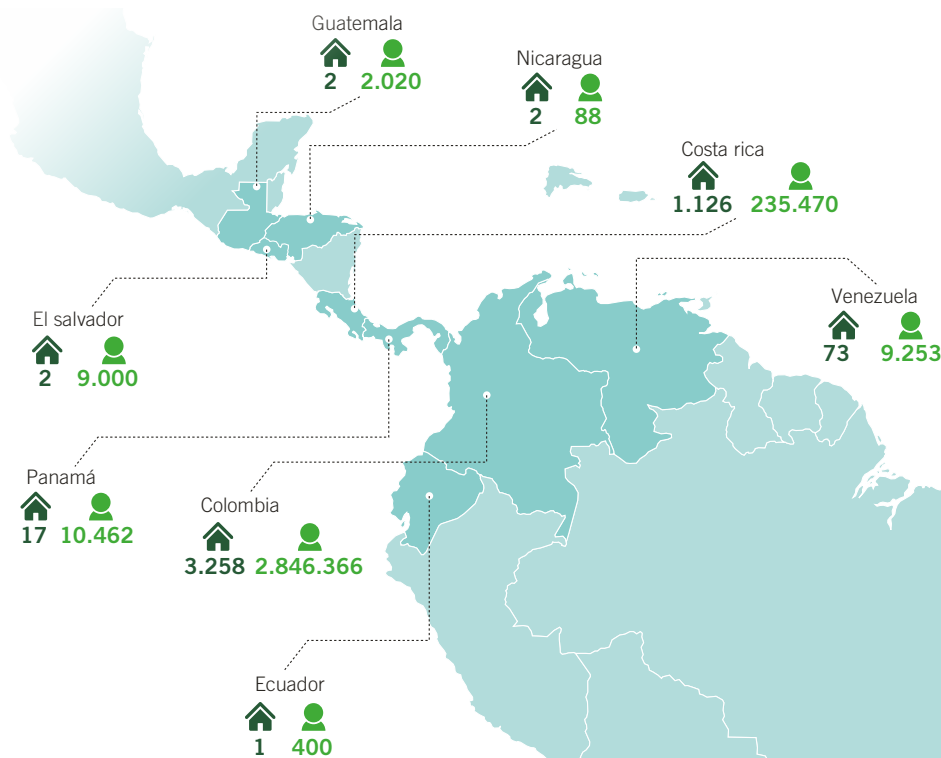 Guatemala
2 2.020
Nicaragua
2 88
Costa rica
1.126 235.470
Venezuela
73 9.253
El salvador
2 9.000
Panamá
17 10.462
Colombia
3.258 2.846.366
Ecuador
1 400